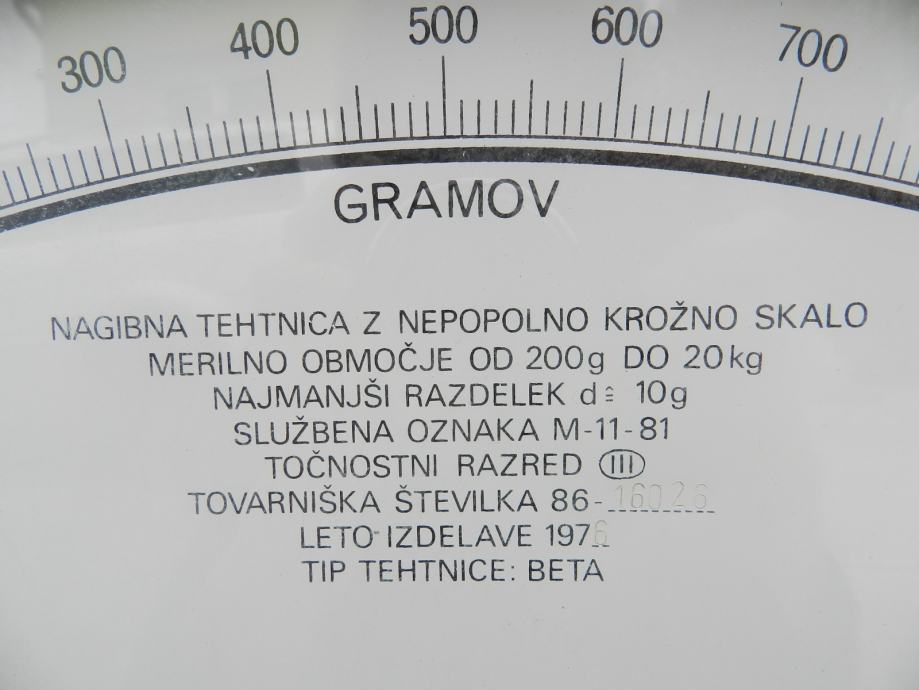 300 400 500 600 700
GRAMOV
NAGIBNA TEHTNICA Z NEPOPOLNO KROŽNO SKALO
MERILNO OBMOČJE OD 200g DO 20kg
NAJMANJŠI RAZDELEK d≘ 10g
SLUŽBENA OZNAKA M-11-81
TOČNOSTNI RAZRED III
TOVARNIŠKA ŠTEVILKA 86-16026
LETO IZDELAVE 1976
TIP TEHTNICE: BETA